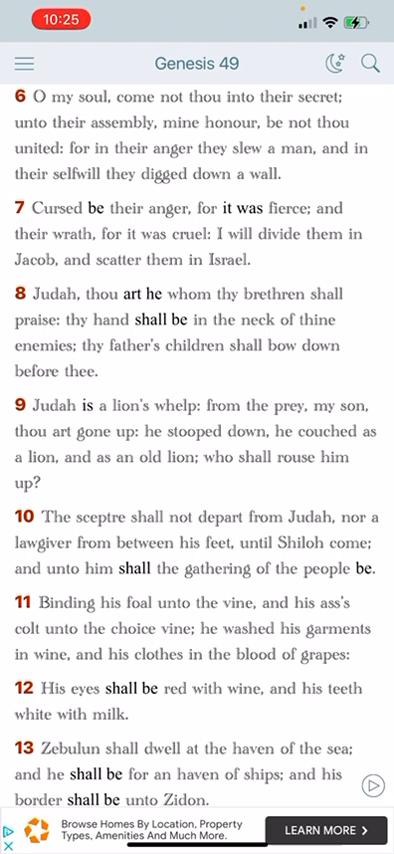 10:25
Genesis 49
6 O my soul, come not thou into their secret;
unto their assembly, mine honour, be not thou
united: for in their anger they slew a man, and in
their selfwill they digged down a wall.
7 Cursed be their anger, for it was fierce; and
their wrath, for it was cruel: I will divide them in
Jacob, and scatter them in Israel.
8 Judah, thou art he whom thy brethren shall
praise: thy hand shall be in the neck of thine
enemies; thy father's children shall bow down
before thee.
9 Judah is a lion's whelp: from the prey, my son,
thou art gone up: he stooped down, he couched as
a lion, and as an old lion; who shall rouse him
up?
10 The sceptre shall not depart from Judah, nor a
lawgiver from between his feet, until Shiloh come;
and unto him shall the gathering of the people be.
11 Binding his foal unto the vine, and his ass's
colt unto the choice vine; he washed his garments
in wine, and his clothes in the blood of grapes:
12 His eyes shall be red with wine, and his teeth
white with milk.
13 Zebulun shall dwell at the haven of the sea;
and he shall be for an haven of ships; and his
border shall be unto Zidon.
Browse Homes By Location, Property
Types, Amenities And Much More.
LEARN MORE >